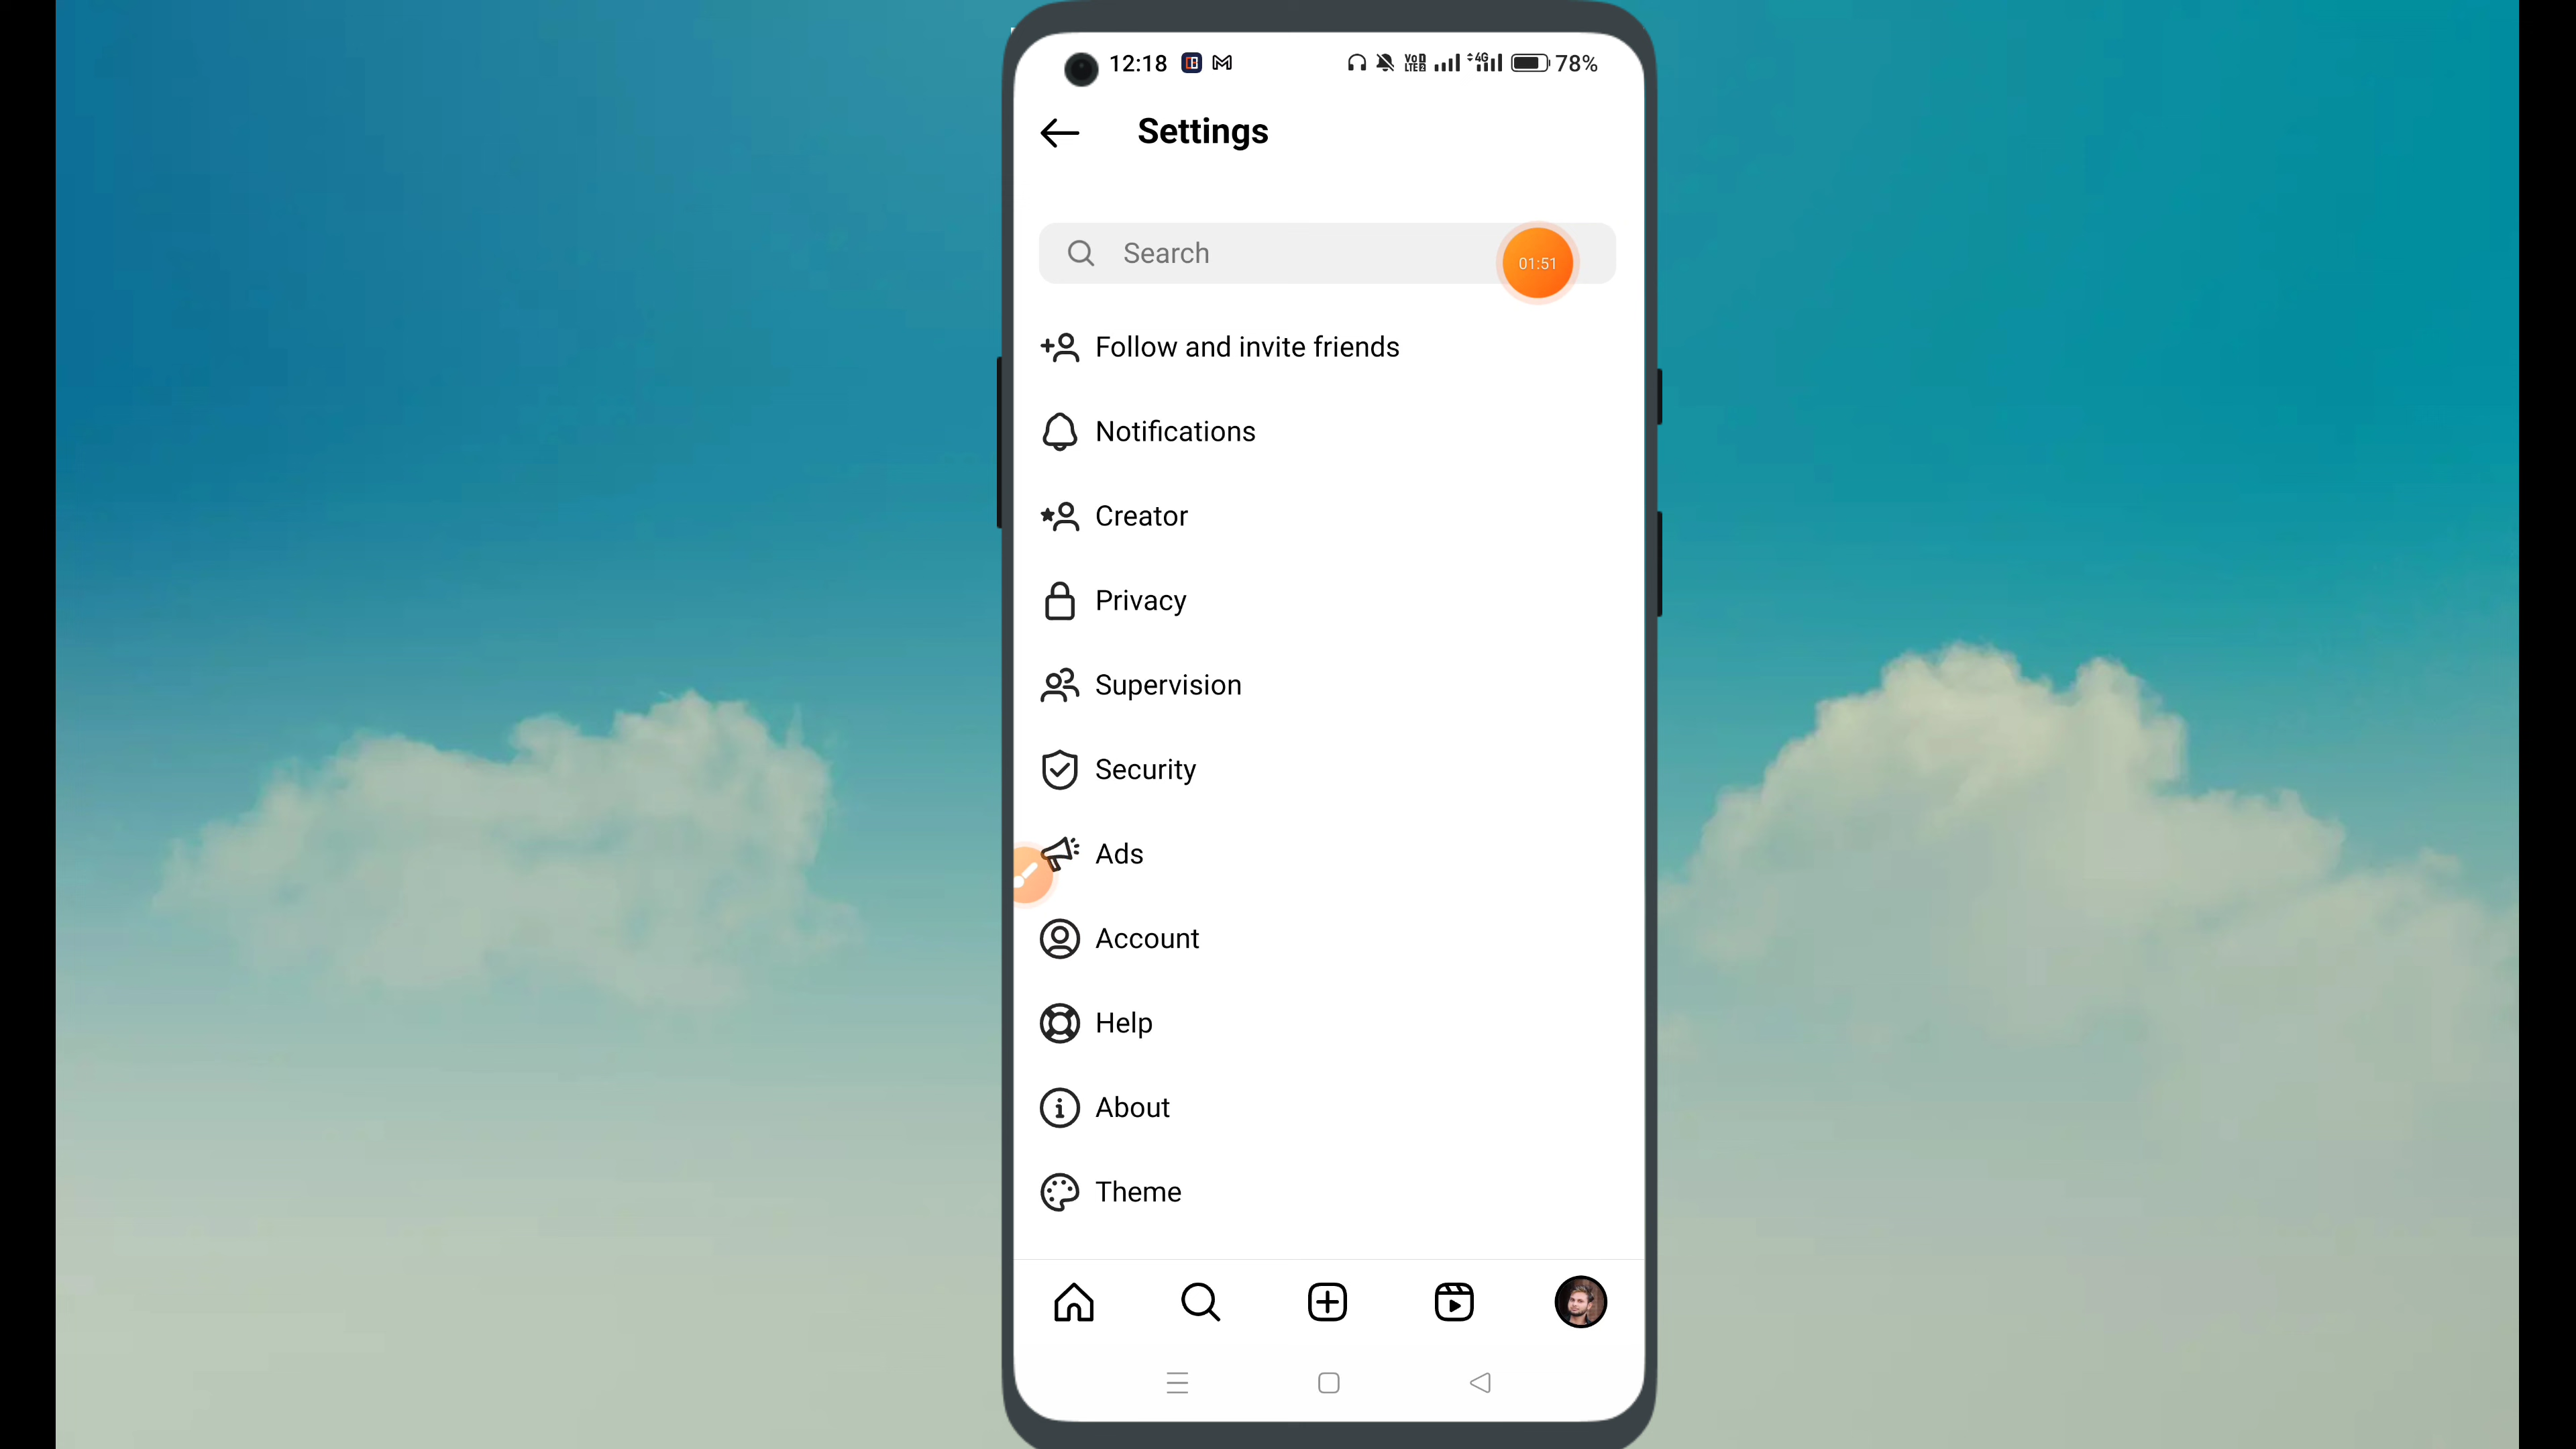 12:18 78%
Settings
Search
01:51
Follow and invite friends
Notifications
Creator
Privacy
Supervision
Security
Ads
Account
Help
About
Theme